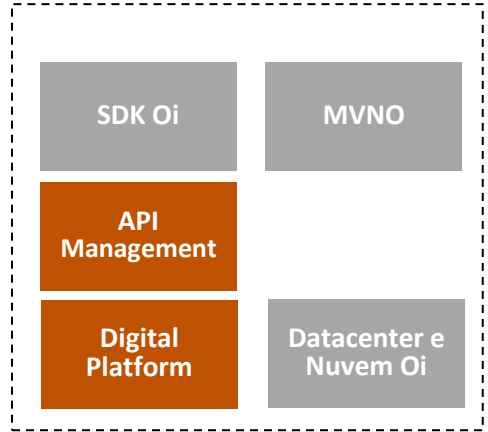 SDK Oi
MVNO
API
Management
Digital
Platform
Datacenter e
Nuvem Oi